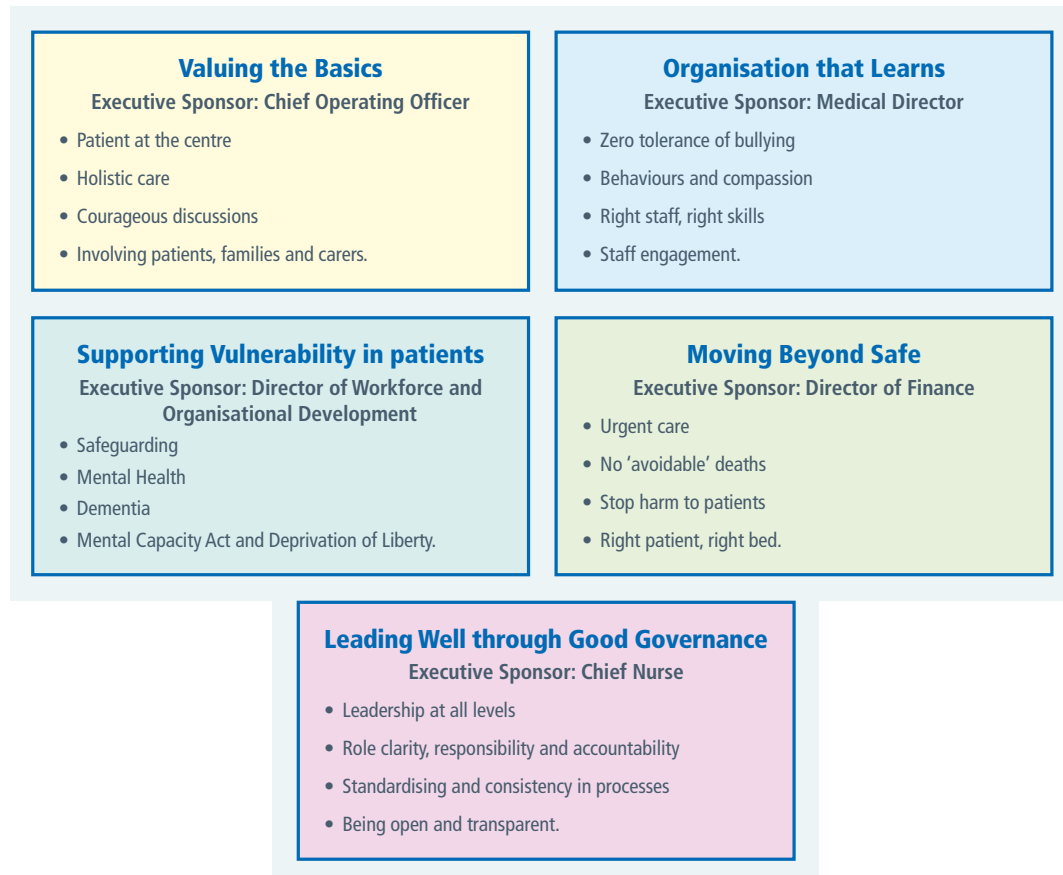 Valuing the Basics
Executive Sponsor: Chief Operating Officer
• Patient at the centre
• Holistic care
• Courageous discussions
• Involving patients, families and carers.
Organisation that Learns
Executive Sponsor: Medical Director
• Zero tolerance of bullying
• Behaviours and compassion
• Right staff, right skills
• Staff engagement.
Supporting Vulnerability in patients
Executive Sponsor: Director of Workforce and
Organisational Development
• Safeguarding
• Mental Health
• Dementia
• Mental Capacity Act and Deprivation of Liberty.
Moving Beyond Safe
Executive Sponsor: Director of Finance
• Urgent care
• No ‘avoidable’ deaths
• Stop harm to patients
• Right patient, right bed.
Leading Well through Good Governance
Executive Sponsor: Chief Nurse
• Leadership at all levels
• Role clarity, responsibility and accountability
• Standardising and consistency in processes
• Being open and transparent.